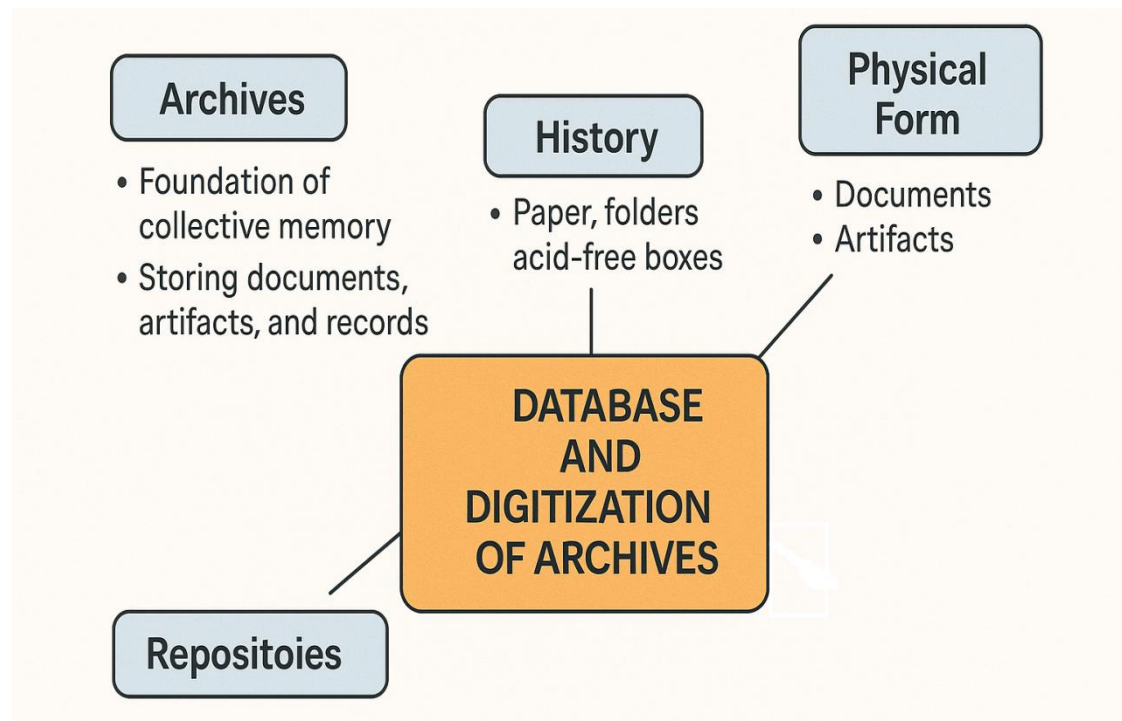 Archives
• Foundation of
collective memory
• Storing documents,
artifacts, and records
History
• Paper, folders
acid-free boxes
Physical
Form
• Documents
• Artifacts
DATABASE
AND
DIGITIZATION
OF ARCHIVES
Repositoies